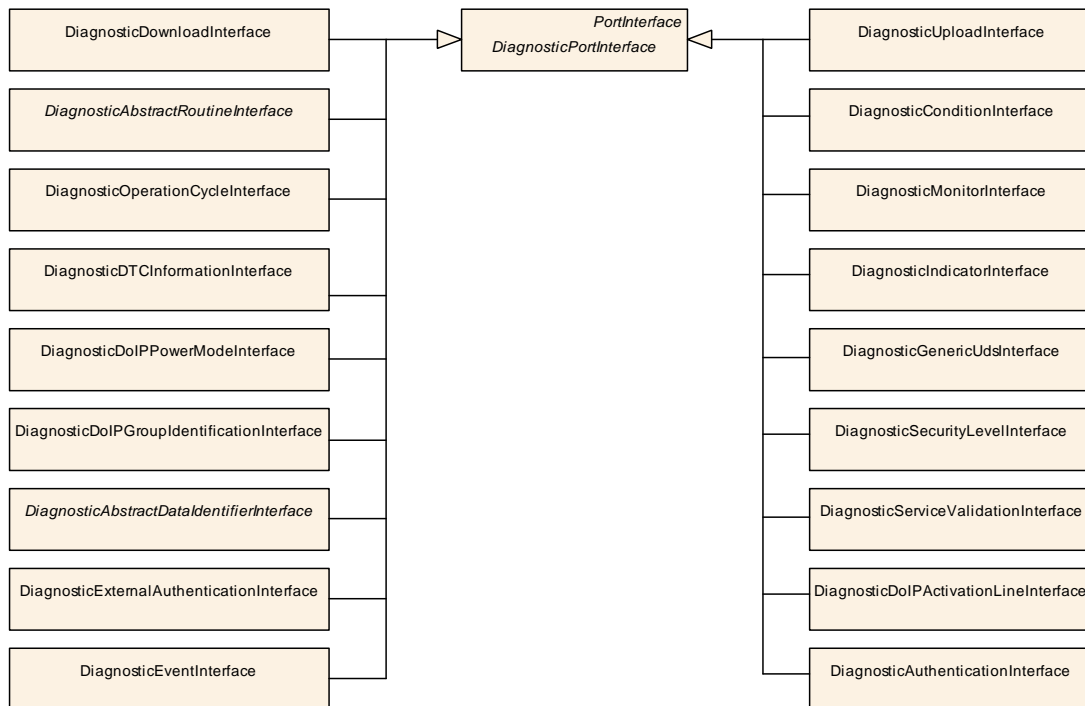 DiagnosticDownloadInterface
DiagnosticAbstractRoutineInterface
DiagnosticOperationCycleInterface
DiagnosticDTCInformationInterface
DiagnosticDoIPPowerModeInterface
DiagnosticDoIPGroupIdentificationInterface
DiagnosticAbstractDataIdentifierInterface
DiagnosticExternalAuthenticationInterface
DiagnosticEventInterface
PortInterface
DiagnosticPortInterface
DiagnosticUploadInterface
DiagnosticConditionInterface
DiagnosticMonitorInterface
DiagnosticIndicatorInterface
DiagnosticGenericUdsInterface
DiagnosticSecurityLevelInterface
DiagnosticServiceValidationInterface
DiagnosticDoIPActivationLineInterface
DiagnosticAuthenticationInterface